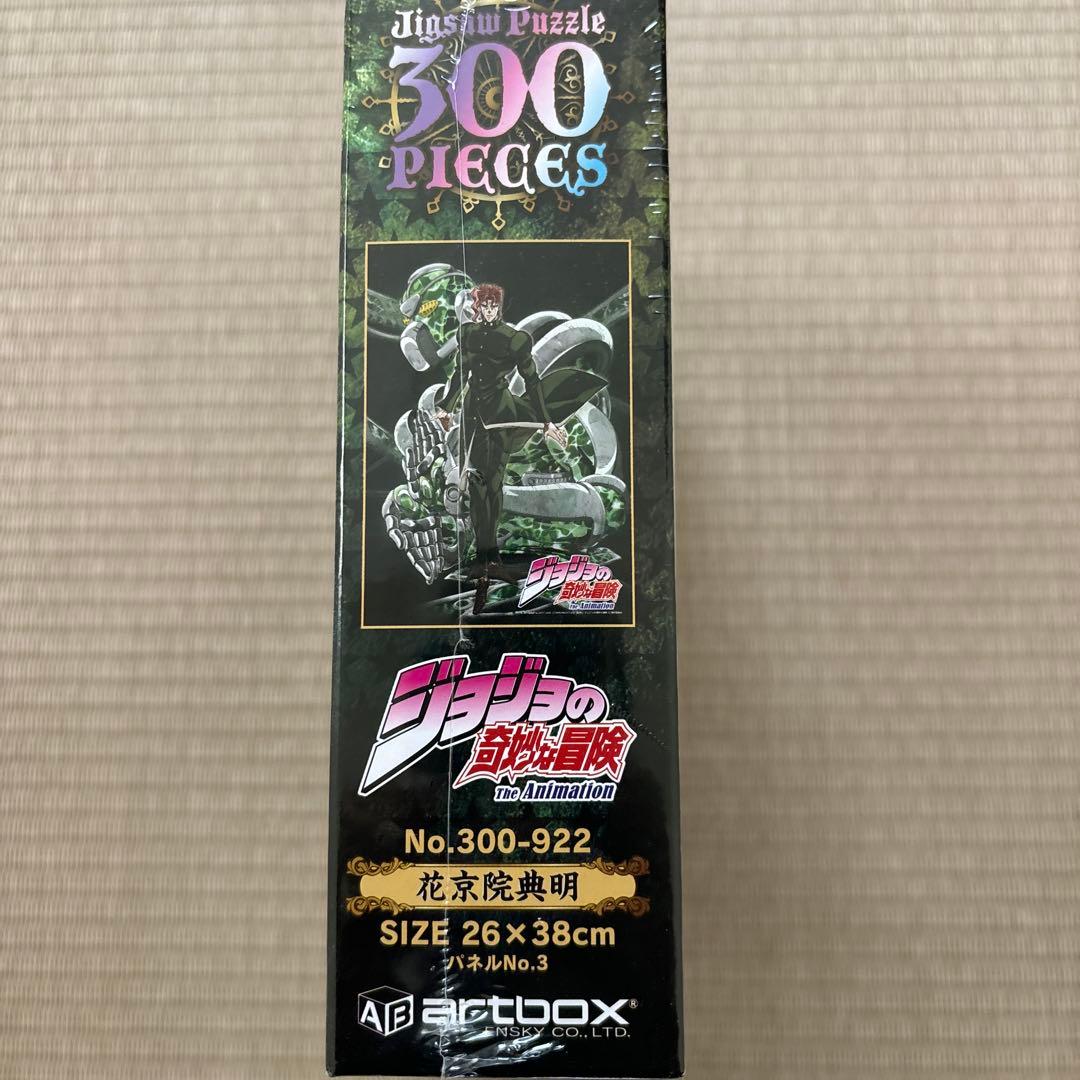 Jigsaw Puzzle
300
PIECES
ジョジョの
奇妙な冒険
The Animation
ジョジョの
奇妙な冒険
The Animation
No.300-922
花京院典明
SIZE 26×38cm
パネルNo.3
AB artbox®
ENSKY CO., LTD.